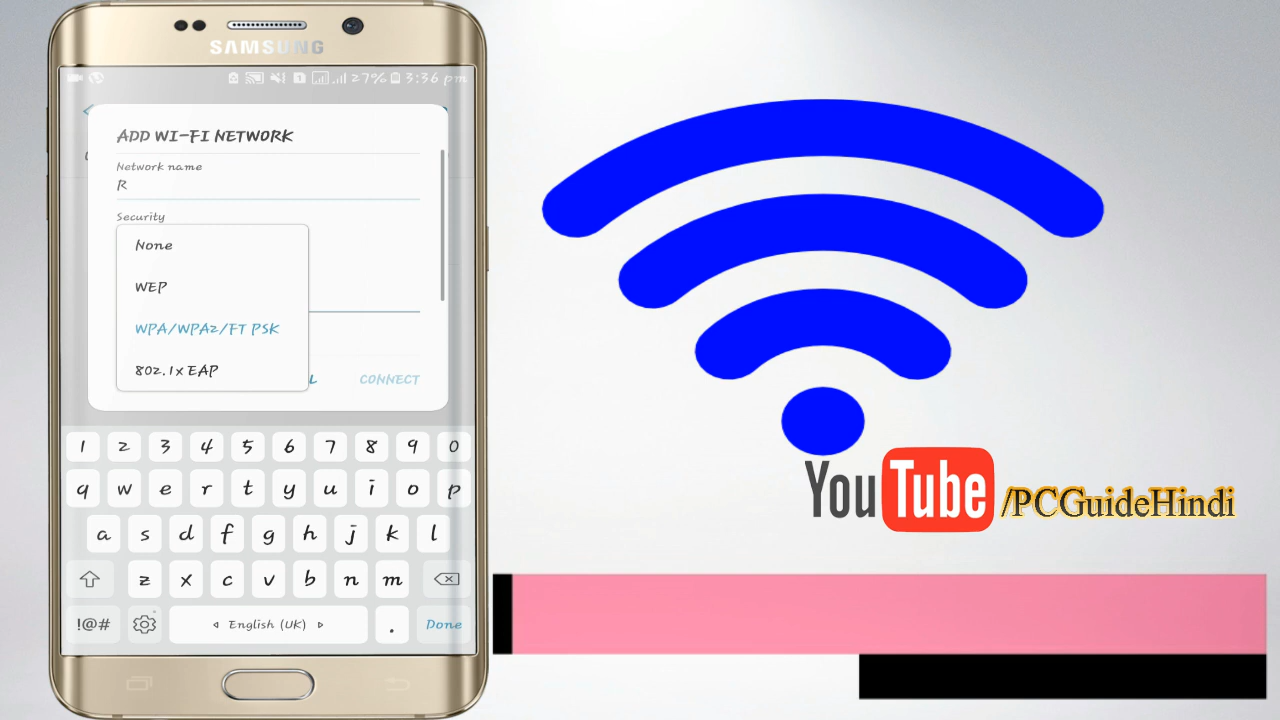 SAMSUNG
27% 3:36 pm
ADD WI-FI NETWORK
Network name
R
Security
None
WEP
WPA/WPA2/FT PSK
802.1x EAP
L CONNECT
1 2 3 4 5 6 7 8 9 0
q w e r t y u i o p
a s d f g h j k l
z x c v b n m
!@# English (UK) . Done
YouTube /PCGuideHindi